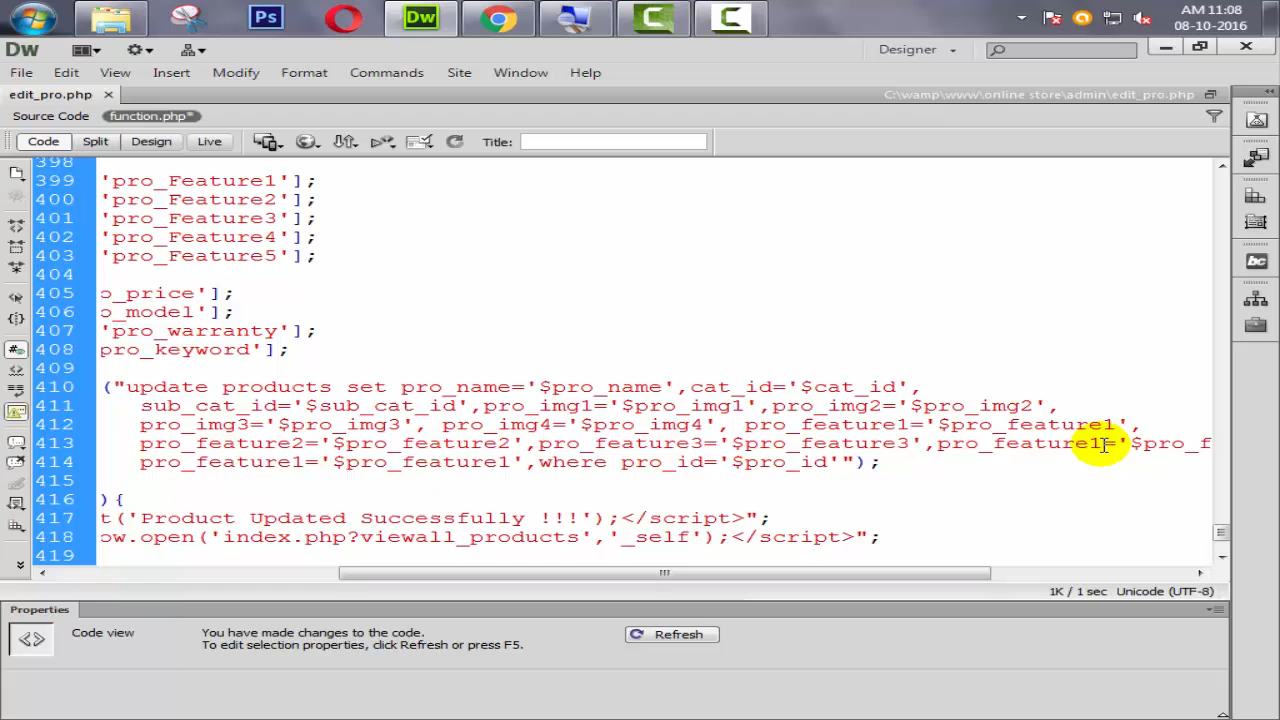 Ps
Dw
AM 11:08
08-10-2016
Dw
Designer
File Edit View Insert Modify Format Commands Site Window Help
edit_pro.php
C:\wamp\www\online store\admin\edit_pro.php
Source Code function.php*
Code Split Design Live Title:
398
399 'pro_Feature1'];
400 'pro_Feature2'];
401 'pro_Feature3'];
402 'pro_Feature4'];
403 'pro_Feature5'];
404
405 o_price'];
406 o_model'];
407 'pro_warranty'];
408 pro_keyword'];
409
410 ("update products set pro_name='$pro_name',cat_id='$cat_id',
411 sub_cat_id='$sub_cat_id',pro_img1='$pro_img1',pro_img2='$pro_img2',
412 pro_img3='$pro_img3', pro_img4='$pro_img4', pro_feature1='$pro_feature1',
413 pro_feature2='$pro_feature2',pro_feature3='$pro_feature3',pro_feature1='$pro_f
414 pro_feature1='$pro_feature1',where pro_id='$pro_id'");
415
416 ){
417 t('Product Updated Successfully !!!');</script>";
418 ow.open('index.php?viewall_products','_self');</script>";
419
1K / 1 sec Unicode (UTF-8)
Properties
Code view
You have made changes to the code.
To edit selection properties, click Refresh or press F5.
Refresh
bc